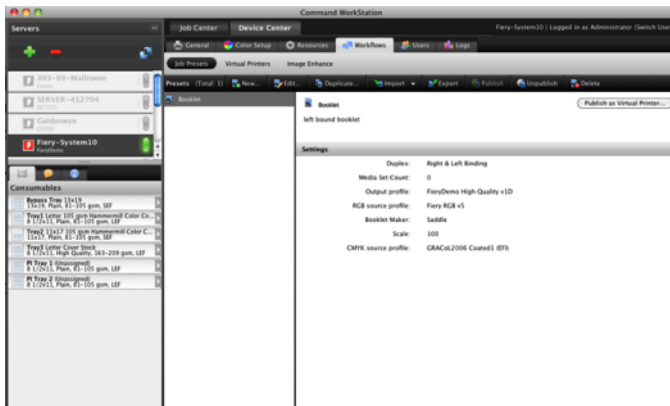 Command WorkStation
Servers
Job Center
Device Center
Fiery-System10 | Logged in as Administrator (Switch User
General
Color Setup
Resources
Workflows
Users
Logs
Job Presets
Virtual Printers
Image Enhance
Presets (Total: 1)
New...
Edit...
Duplicate...
Import
Export
Publish
Unpublish
Delete
303-03-Mailroom
SERVER-412704
Goldeneye
Fiery-System10
FieryDemo
Booklet
Booklet
Publish as Virtual Printer...
left bound booklet
Settings
Duplex: Right & Left Binding
Media Set Count: 0
Output profile: FieryDemo High Quality v1D
RGB source profile: Fiery RGB v5
Booklet Maker: Saddle
Scale: 100
CMYK source profile: GRACoL2006 Coated1 (EFI)
Consumables
Bypass Tray 13x19
13x19, Plain, 81-105 gsm, SEF
Tray1 Letter 105 gsm Hammermill Color Co...
8 1/2x11, Plain, 81-105 gsm, LEF
Tray2 11x17 105 gsm Hammermill Color C...
11x17, Plain, 81-105 gsm, SEF
Tray3 Letter Cover Stock
8 1/2x11, High Quality, 163-209 gsm, LEF
PI Tray 1 (Unassigned)
8 1/2x11, Plain, 81-105 gsm, LEF
PI Tray 2 (Unassigned)
8 1/2x11, Plain, 81-105 gsm, LEF